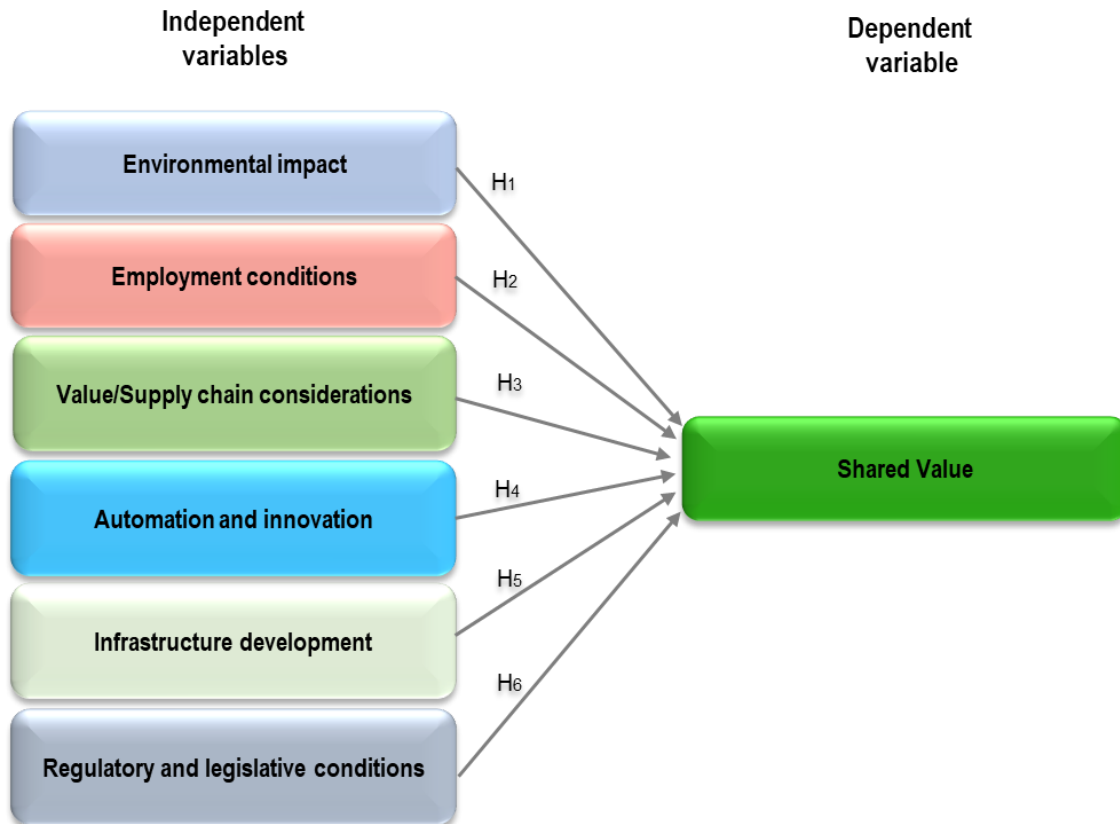 Independent
variables
Dependent
variable
Environmental impact
H1
Employment conditions
H2
Value/Supply chain considerations
H3
Shared Value
Automation and innovation
H4
Infrastructure development
H5
Regulatory and legislative conditions
H6